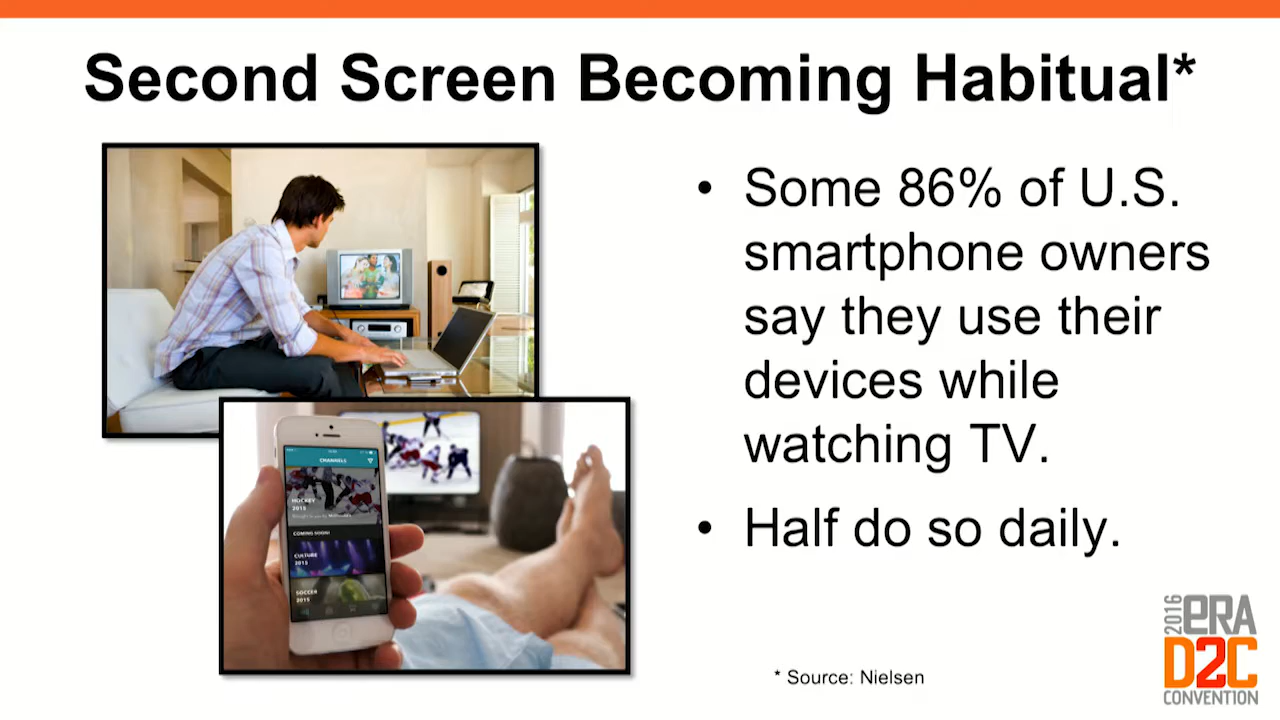 Second Screen Becoming Habitual*
• Some 86% of U.S.
smartphone owners
say they use their
devices while
watching TV.
• Half do so daily.
CHANNELS
HOCKEY
2015
COMING SOON!
CULTURE
2015
SOCCER
2015
* Source: Nielsen
2016
ERA
D2C
CONVENTION